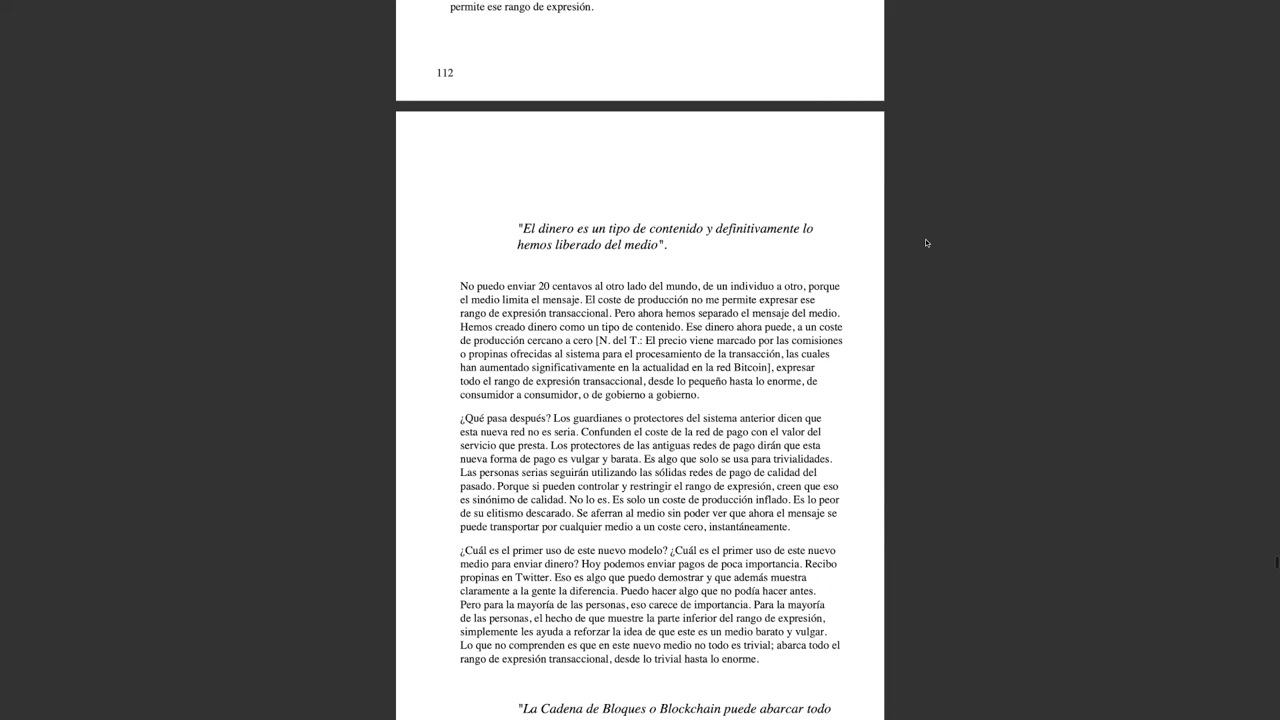 permite ese rango de expresión.
112
"El dinero es un tipo de contenido y definitivamente lo
hemos liberado del medio".
No puedo enviar 20 centavos al otro lado del mundo, de un individuo a otro, porque
el medio limita el mensaje. El coste de producción no me permite expresar ese
rango de expresión transaccional. Pero ahora hemos separado el mensaje del medio.
Hemos creado dinero como un tipo de contenido. Ese dinero ahora puede, a un coste
de producción cercano a cero [N. del T.: El precio viene marcado por las comisiones
o propinas ofrecidas al sistema para el procesamiento de la transacción, las cuales
han aumentado significativamente en la actualidad en la red Bitcoin], expresar
todo el rango de expresión transaccional, desde lo pequeño hasta lo enorme, de
consumidor a consumidor, o de gobierno a gobierno.
¿Qué pasa después? Los guardianes o protectores del sistema anterior dicen que
esta nueva red no es seria. Confunden el coste de la red de pago con el valor del
servicio que presta. Los protectores de las antiguas redes de pago dirán que esta
nueva forma de pago es vulgar y barata. Es algo que solo se usa para trivialidades.
Las personas serias seguirán utilizando las sólidas redes de pago de calidad del
pasado. Porque si pueden controlar y restringir el rango de expresión, creen que eso
es sinónimo de calidad. No lo es. Es solo un coste de producción inflado. Es lo peor
de su elitismo descarado. Se aferran al medio sin poder ver que ahora el mensaje se
puede transportar por cualquier medio a un coste cero, instantáneamente.
¿Cuál es el primer uso de este nuevo modelo? ¿Cuál es el primer uso de este nuevo
medio para enviar dinero? Hoy podemos enviar pagos de poca importancia. Recibo
propinas en Twitter. Eso es algo que puedo demostrar y que además muestra
claramente a la gente la diferencia. Puedo hacer algo que no podía hacer antes.
Pero para la mayoría de las personas, eso carece de importancia. Para la mayoría
de las personas, el hecho de que muestre la parte inferior del rango de expresión,
simplemente les ayuda a reforzar la idea de que este es un medio barato y vulgar.
Lo que no comprenden es que en este nuevo medio no todo es trivial; abarca todo el
rango de expresión transaccional, desde lo trivial hasta lo enorme.
"La Cadena de Bloques o Blockchain puede abarcar todo